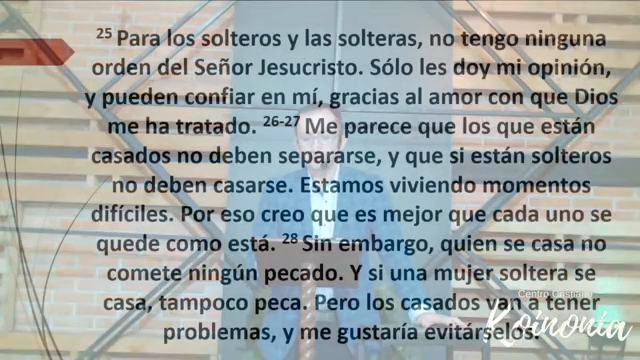 25 Para los solteros y las solteras, no tengo ninguna
orden del Señor Jesucristo. Sólo les doy mi opinión,
y pueden confiar en mí, gracias al amor con que Dios
me ha tratado. 26-27 Me parece que los que están
casados no deben separarse, y que si están solteros
no deben casarse. Estamos viviendo momentos
difíciles. Por eso creo que es mejor que cada uno se
quede como está. 28 Sin embargo, quien se casa no
comete ningún pecado. Y si una mujer soltera se
casa, tampoco peca. Pero los casados van a tener
problemas, y me gustaría evitárselos.
Centro Cristiano
Koinonía